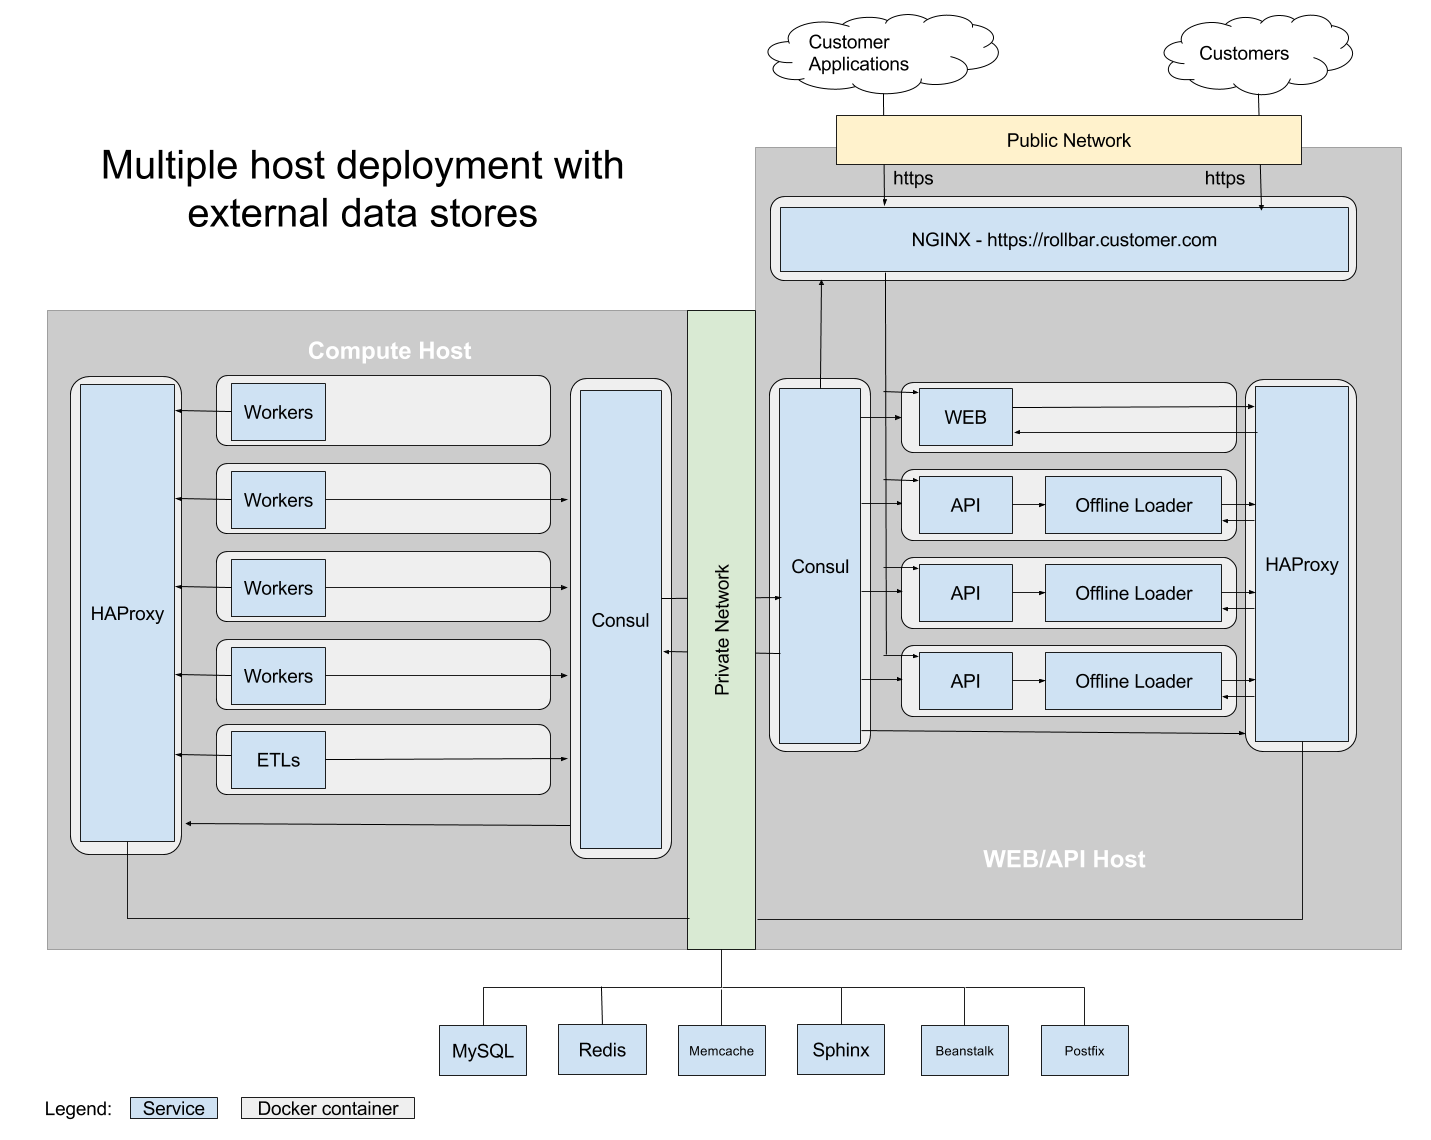 Customer
Applications
Customers
Public Network
Multiple host deployment with
external data stores
https
https
NGINX - https://rollbar.customer.com
Compute Host
Workers
Workers
Workers
Workers
ETLs
HAProxy
Consul
Private Network
Consul
WEB
API
Offline Loader
API
Offline Loader
API
Offline Loader
HAProxy
WEB/API Host
MySQL
Redis
Memcache
Sphinx
Beanstalk
Postfix
Legend:
Service
Docker container